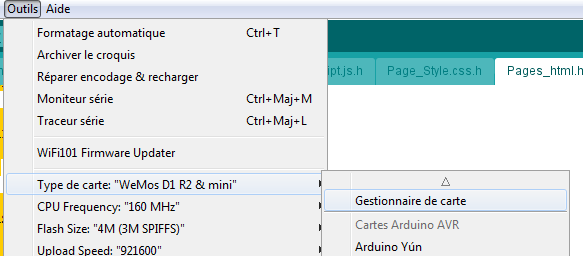 Outils Aide
Formatage automatique Ctrl+T
Archiver le croquis
Réparer encodage & recharger
ipt.js.h Page_Style.css.h Pages_html.h
Moniteur série Ctrl+Maj+M
Traceur série Ctrl+Maj+L
WiFi101 Firmware Updater
Type de carte: "WeMos D1 R2 & mini"
Gestionnaire de carte
CPU Frequency: "160 MHz"
Cartes Arduino AVR
Flash Size: "4M (3M SPIFFS)"
Arduino Yún
Upload Speed: "921600"